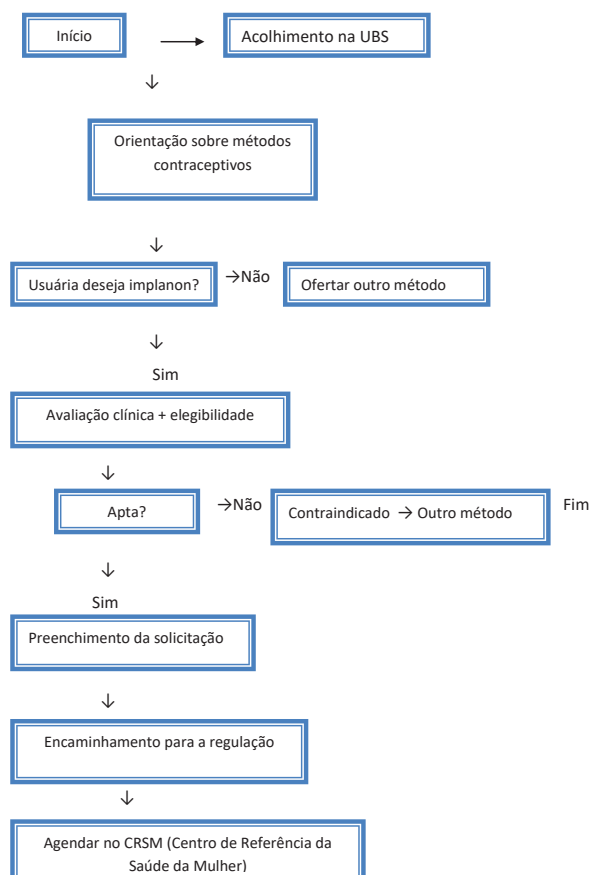 Início
→
Acolhimento na UBS
↓
Orientação sobre métodos
contraceptivos
↓
Usuária deseja implanon?
→Não
Ofertar outro método
↓
Sim
Avaliação clínica + elegibilidade
↓
Apta?
→Não
Contraindicado → Outro método
Fim
↓
Sim
Preenchimento da solicitação
↓
Encaminhamento para a regulação
↓
Agendar no CRSM (Centro de Referência da
Saúde da Mulher)